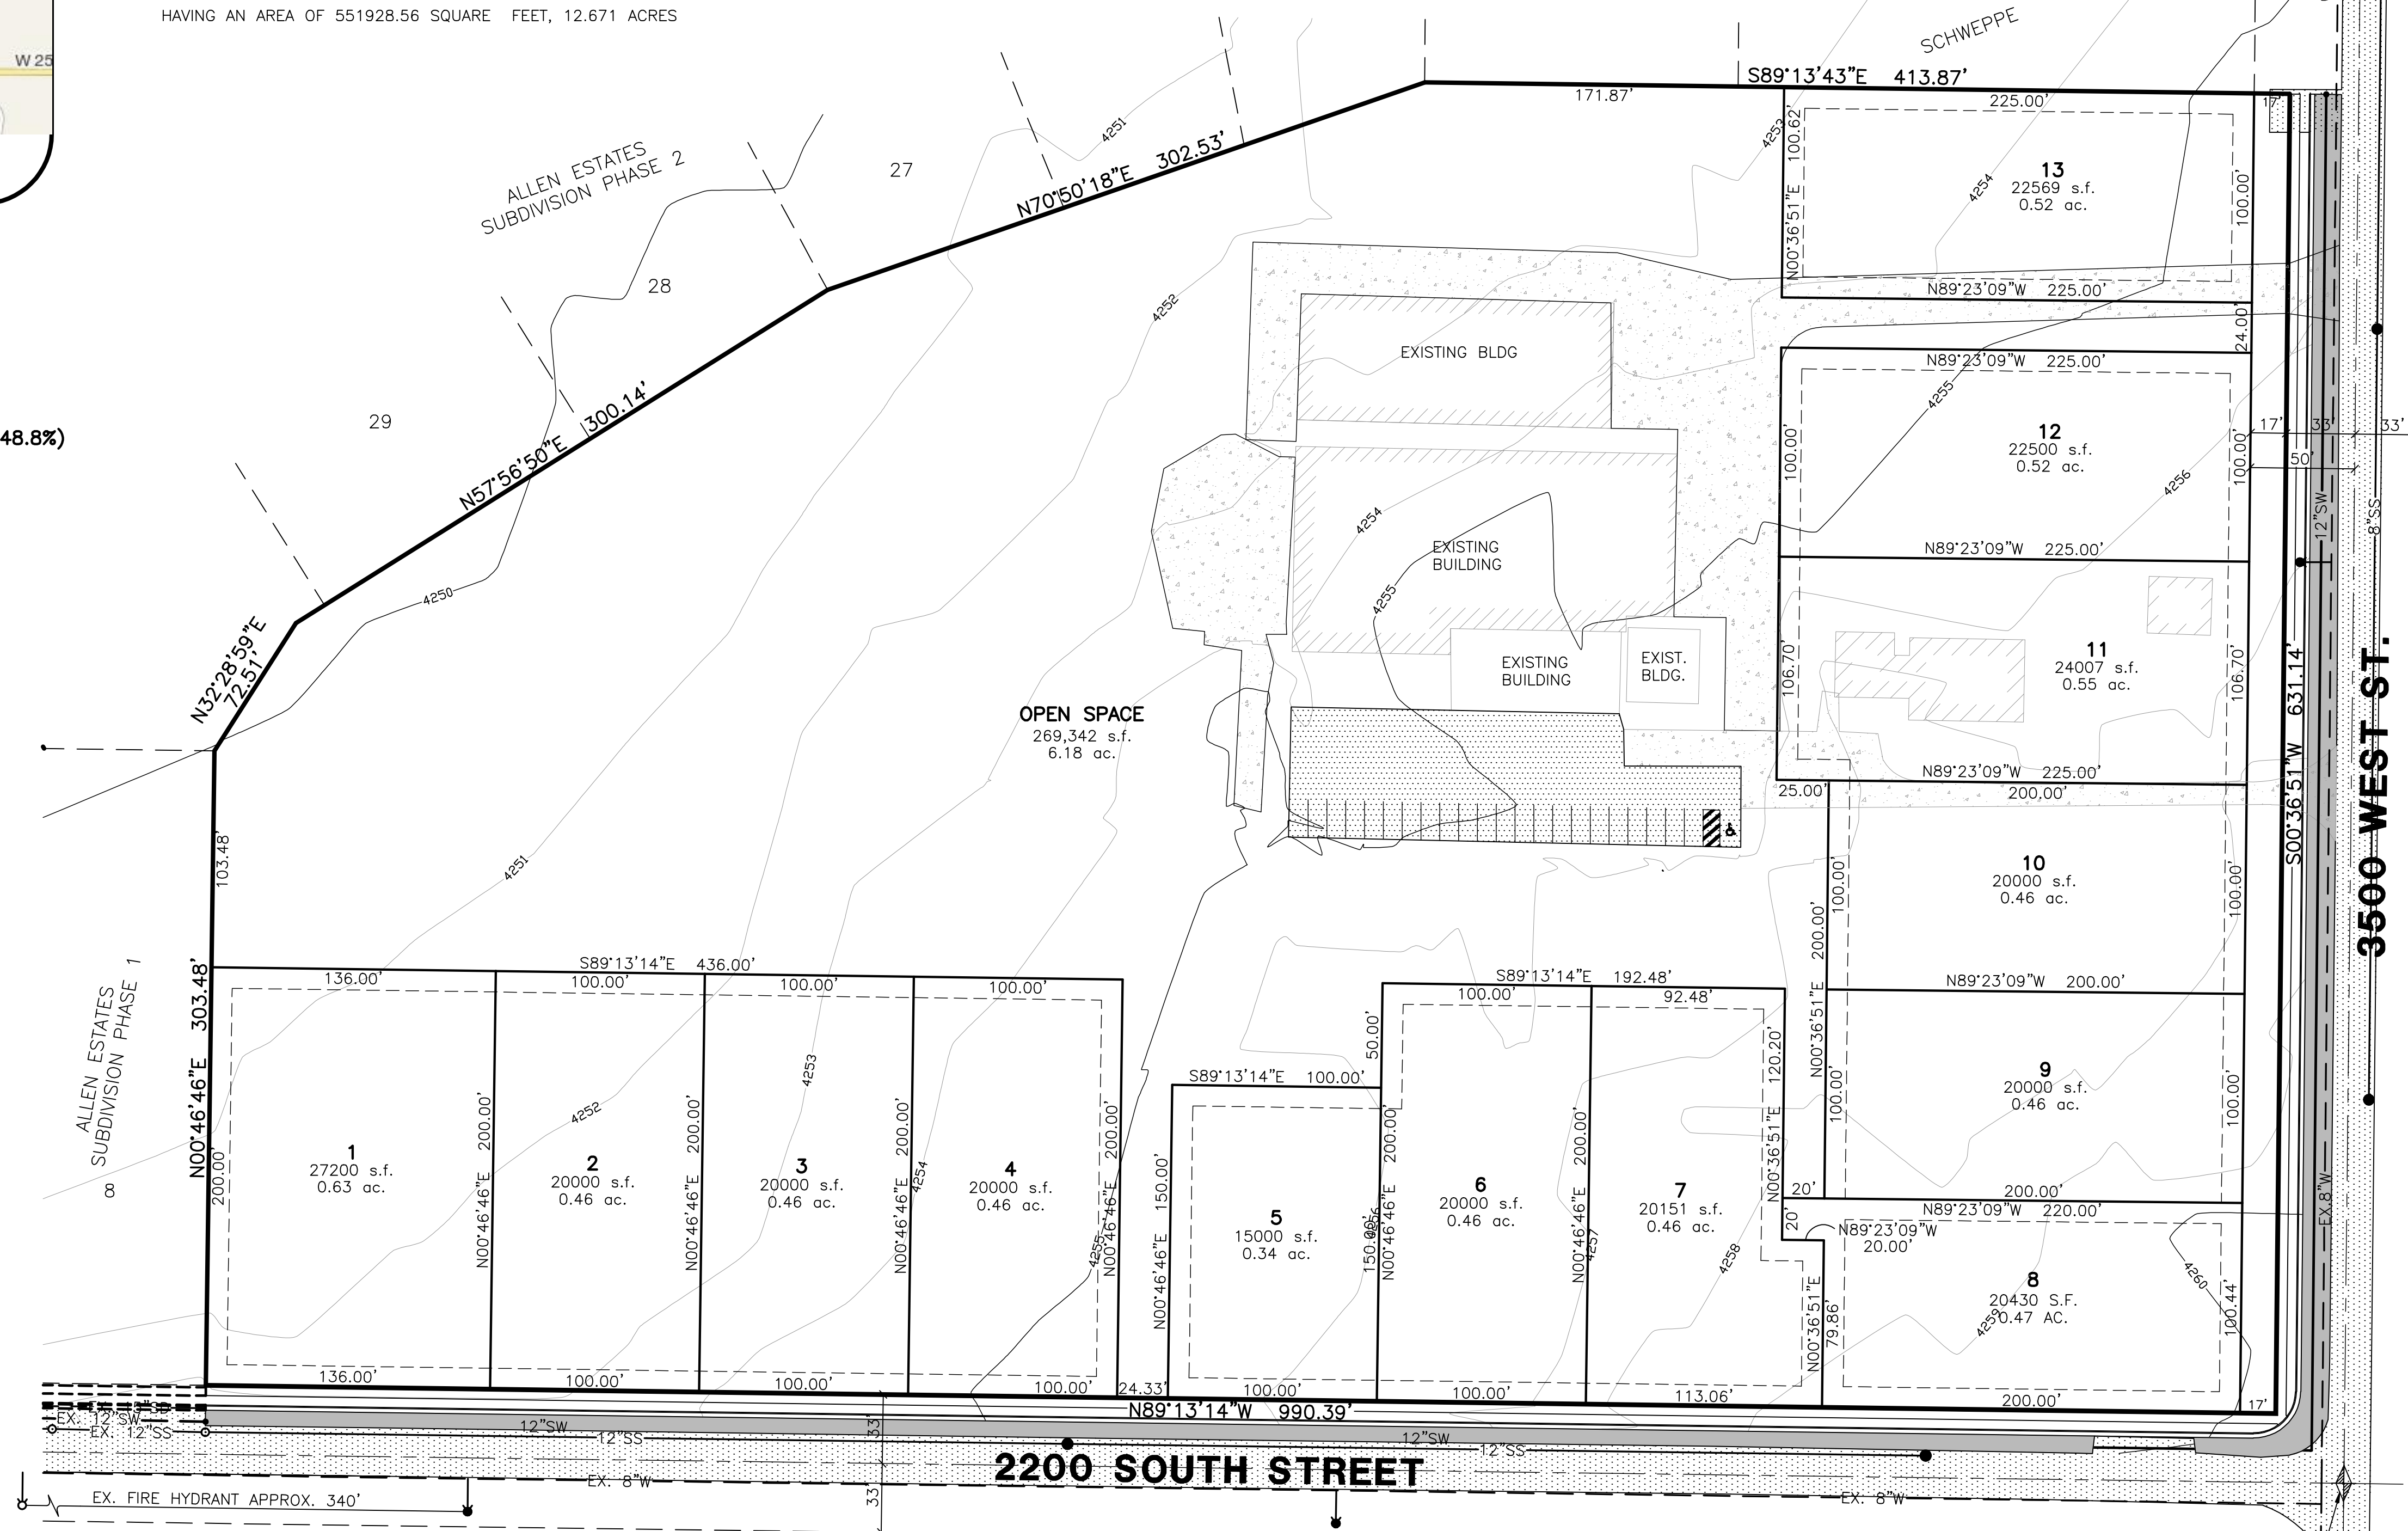 HAVING AN AREA OF 551928.56 SQUARE FEET, 12.671 ACRES
W 25
48.8%)
SCHWEPPE
S89°13'43"E 413.87'
171.87'
225.00'
17'
ALLEN ESTATES
SUBDIVISION PHASE 2
27
28
29
4251
N70°50'18"E 302.53'
N57°56'50"E 300.14'
N32°28'59"E
72.51'
4250
4252
4253
4254
N00°36'51"E 100.62'
13
22569 s.f.
0.52 ac.
100.00'
N89°23'09"W 225.00'
24.00'
N89°23'09"W 225.00'
EXISTING BLDG
4255
12
22500 s.f.
0.52 ac.
100.00'
100.00'
17'
33'
33'
50'
4256
12"SW
8"SS
N89°23'09"W 225.00'
4254
EXISTING
BUILDING
4255
EXISTING
BUILDING
EXIST.
BLDG.
106.70'
11
24007 s.f.
0.55 ac.
106.70'
S00°36'51"W 631.14'
3500 WEST ST.
OPEN SPACE
269,342 s.f.
6.18 ac.
N89°23'09"W 225.00'
25.00'
200.00'
103.48'
4251
10
20000 s.f.
0.46 ac.
100.00'
100.00'
N00°36'51"E 200.00'
N89°23'09"W 200.00'
ALLEN ESTATES
SUBDIVISION PHASE 1
8
N00°46'46"E 303.48'
S89°13'14"E 436.00'
136.00'
100.00'
100.00'
100.00'
S89°13'14"E 192.48'
100.00'
92.48'
50.00'
S89°13'14"E 100.00'
9
20000 s.f.
0.46 ac.
100.00'
100.00'
4253
4252
4254
4255
200.00'
1
27200 s.f.
0.63 ac.
N00°46'46"E 200.00'
2
20000 s.f.
0.46 ac.
N00°46'46"E 200.00'
3
20000 s.f.
0.46 ac.
N00°46'46"E 200.00'
4
20000 s.f.
0.46 ac.
N00°46'46"E 200.00'
N00°46'46"E 150.00'
5
15000 s.f.
0.34 ac.
150.00'
N00°46'46"E 200.00'
6
20000 s.f.
0.46 ac.
N00°46'46"E 200.00'
4257
7
20151 s.f.
0.46 ac.
4258
N00°36'51"E 120.20'
20'
200.00'
N89°23'09"W 220.00'
20'
N89°23'09"W
20.00'
8
20430 S.F.
0.47 AC.
4259
4260
100.44'
N00°36'51"E
79.86'
EX.8"W
136.00'
100.00'
100.00'
100.00'
24.33'
100.00'
100.00'
113.06'
200.00'
17'
N89°13'14"W 990.39'
EX. 12"SW
EX. 12"SS
12"SW
12"SS
33'
12"SW
12"SS
2200 SOUTH STREET
EX. 8"W
EX. 8"W
33'
EX. FIRE HYDRANT APPROX. 340'